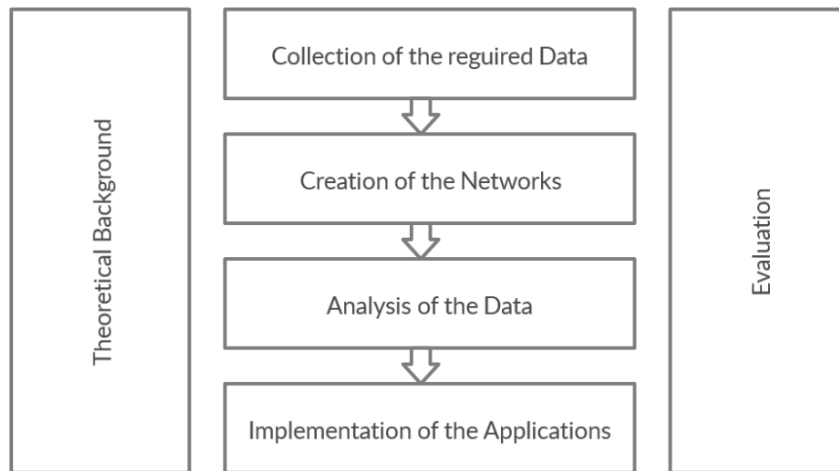 Theoretical Background
Collection of the reguired Data
Creation of the Networks
Analysis of the Data
Implementation of the Applications
Evaluation